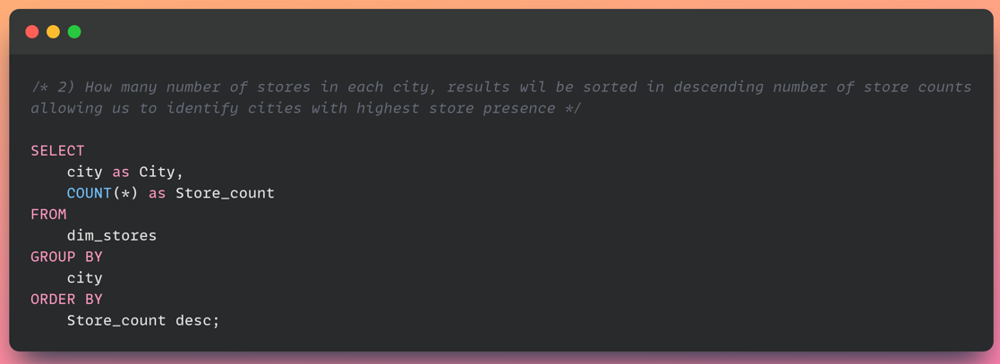 /* 2) How many number of stores in each city, results wil be sorted in descending number of store counts
allowing us to identify cities with highest store presence */
SELECT
city as City,
COUNT(*) as Store_count
FROM
dim_stores
GROUP BY
city
ORDER BY
Store_count desc;